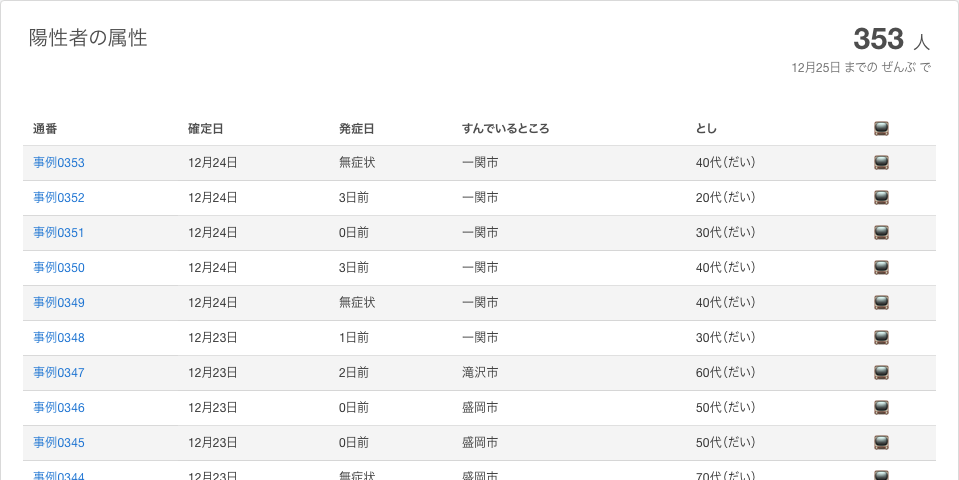 陽性者の属性
353 人
12月25日 までの ぜんぶ で
通番 確定日 発症日 すんでいるところ とし
事例0353 12月24日 無症状 一関市 40代(だい)
事例0352 12月24日 3日前 一関市 20代(だい)
事例0351 12月24日 0日前 一関市 30代(だい)
事例0350 12月24日 3日前 一関市 40代(だい)
事例0349 12月24日 無症状 一関市 40代(だい)
事例0348 12月23日 1日前 一関市 30代(だい)
事例0347 12月23日 2日前 滝沢市 60代(だい)
事例0346 12月23日 0日前 盛岡市 50代(だい)
事例0345 12月23日 0日前 盛岡市 50代(だい)
事例0344 12月23日 無症状 盛岡市 70代(だい)